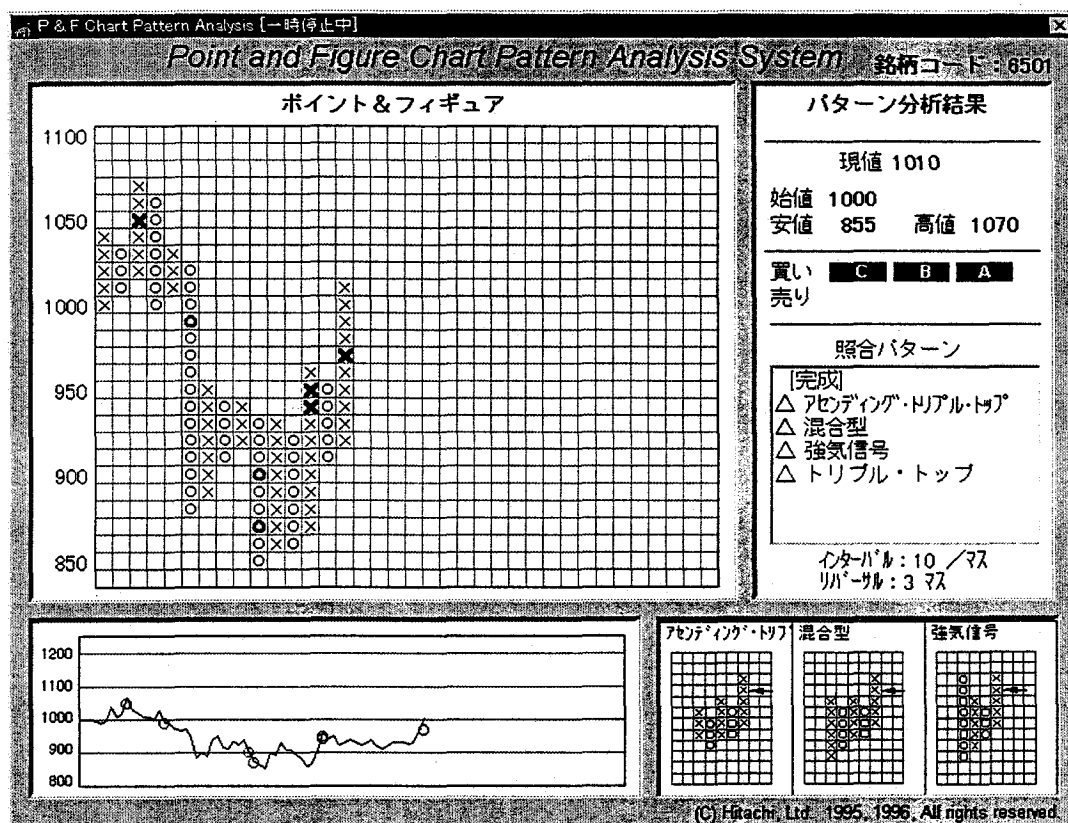 P & F Chart Pattern Analysis [一時停止中]
Point and Figure Chart Pattern Analysis System
銘柄コード：6501
ポイント＆フィギュア
1100
1050
1000
950
900
850
パターン分析結果
現値 1010
始値 1000
安値 855 高値 1070
買い C B A
売り
照合パターン
[完成]
△ アセンディング・トリプル・トップ
△ 混合型
△ 強気信号
△ トリプル・トップ
インターバル：10 ／マス
リバーサル：3 マス
1200
1100
1000
900
800
アセンディング・トリプ 混合型 強気信号
(C) Hitachi, Ltd. 1995, 1996, All rights reserved